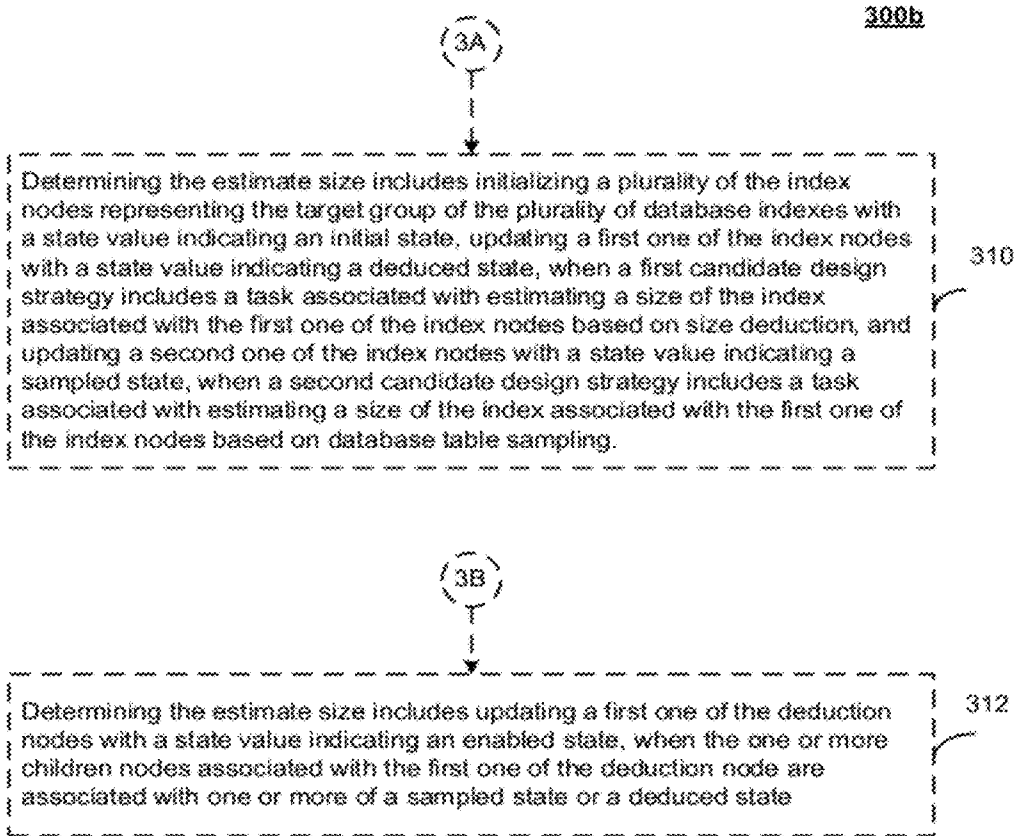 300b
3A
Determining the estimate size includes initializing a plurality of the index
nodes representing the target group of the plurality of database indexes with
a state value indicating an initial state, updating a first one of the index nodes
with a state value indicating a deduced state, when a first candidate design
strategy includes a task associated with estimating a size of the index
associated with the first one of the index nodes based on size deduction, and
updating a second one of the index nodes with a state value indicating a
sampled state, when a second candidate design strategy includes a task
associated with estimating a size of the index associated with the first one of
the index nodes based on database table sampling.
310
3B
Determining the estimate size includes updating a first one of the deduction
nodes with a state value indicating an enabled state, when the one or more
children nodes associated with the first one of the deduction node are
associated with one or more of a sampled state or a deduced state
312